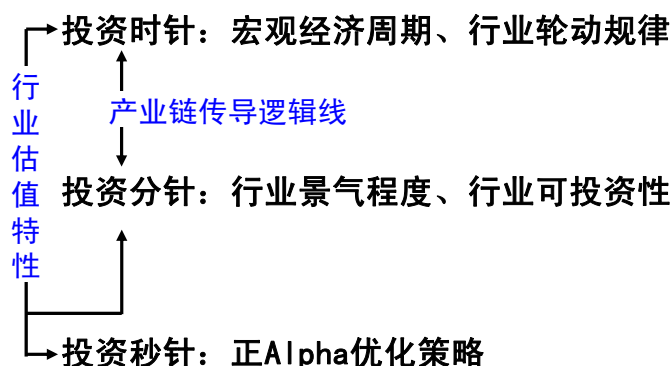 投资时针：宏观经济周期、行业轮动规律
行业估值特性
产业链传导逻辑线
投资分针：行业景气程度、行业可投资性
投资秒针：正Alpha优化策略